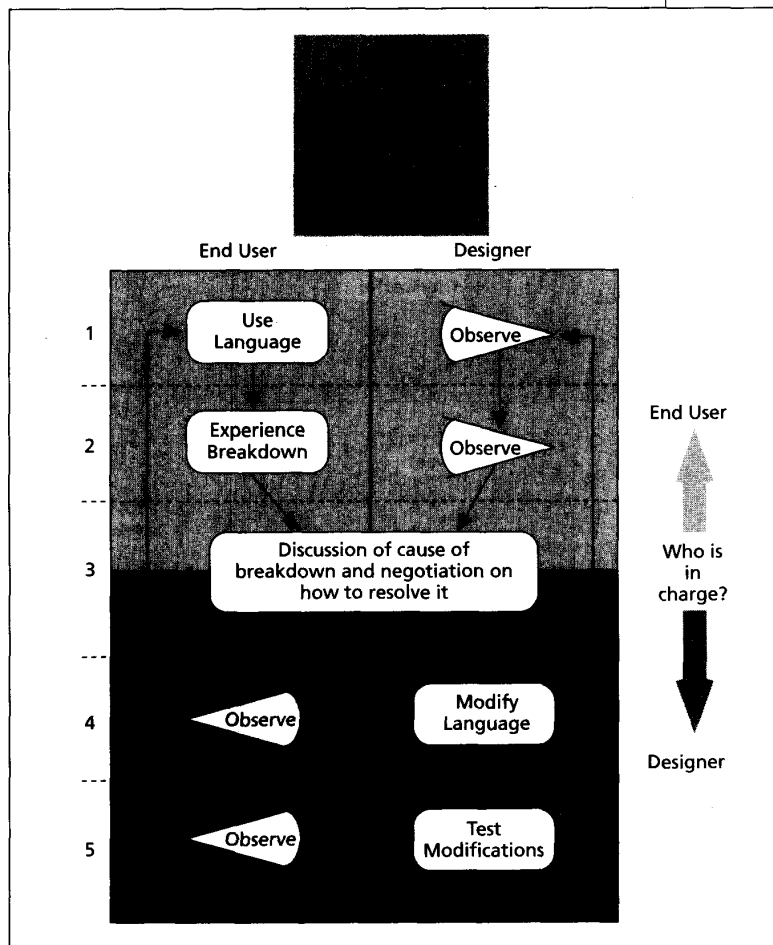 End User Designer
1
Use
Language
Observe
2
Experience
Breakdown
Observe
3
Discussion of cause of
breakdown and negotiation on
how to resolve it
4
Observe
Modify
Language
5
Observe
Test
Modifications
End User
Who is
in
charge?
Designer